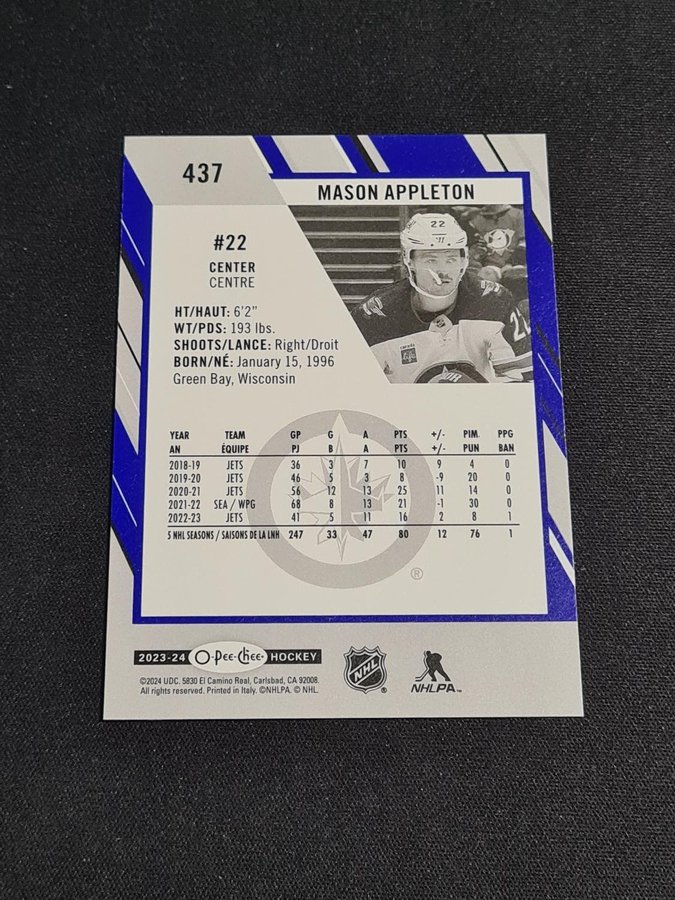 437
MASON APPLETON
#22
CENTER
CENTRE
HT/HAUT: 6'2"
WT/PDS: 193 lbs.
SHOOTS/LANCE: Right/Droit
BORN/NÉ: January 15, 1996
Green Bay, Wisconsin
22
22
YEAR TEAM GP G A PTS +/- PIM PPG
AN ÉQUIPE PJ B A PTS +/- PUN BAN
2018-19 JETS 36 3 7 10 9 4 0
2019-20 JETS 46 5 3 8 -9 20 0
2020-21 JETS 56 12 13 25 11 14 0
2021-22 SEA / WPG 68 8 13 21 -1 30 0
2022-23 JETS 41 5 11 16 2 8 1
5 NHL SEASONS / SAISONS DE LA LNH 247 33 47 80 12 76 1
®
2023-24 O-Pee-Chee HOCKEY
NHL ®
NHLPA™
©2024 UDC. 5830 El Camino Real, Carlsbad, CA 92008.
All rights reserved. Printed in Italy. ©NHLPA. © NHL.